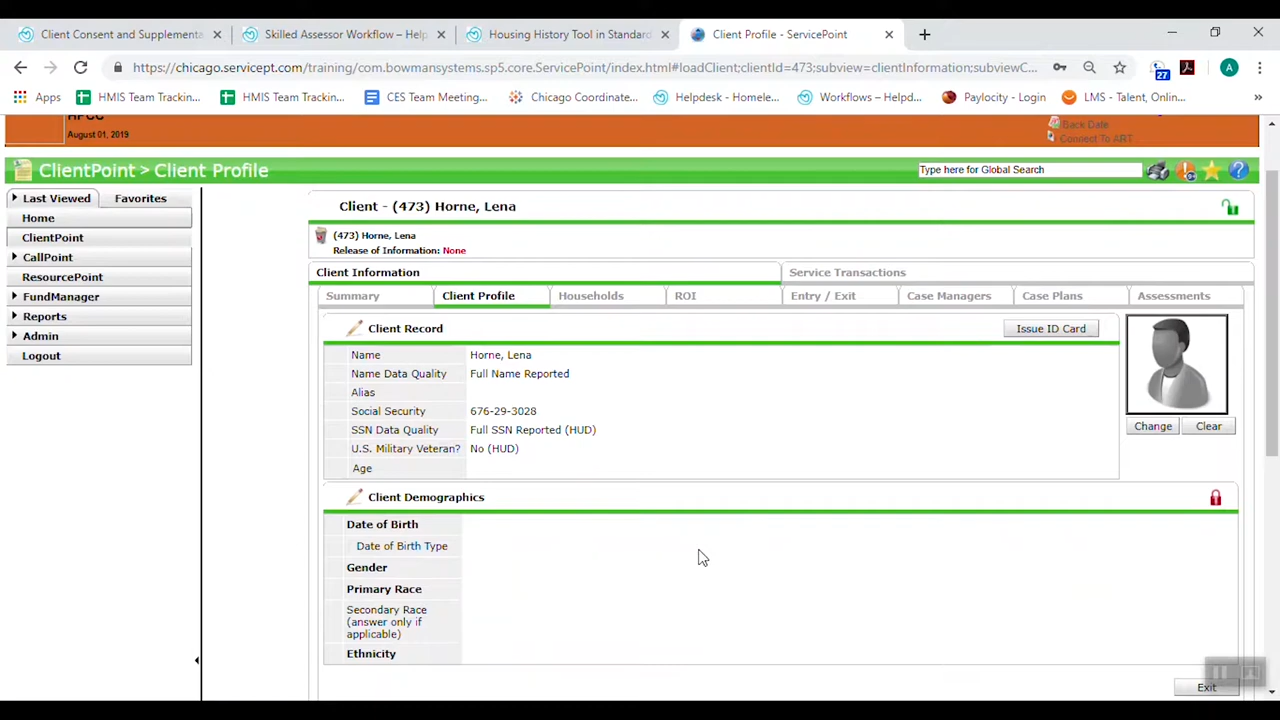 Client Consent and Supplementa
Skilled Assessor Workflow – Help
Housing History Tool in Standard
Client Profile - ServicePoint
https://chicago.servicept.com/training/com.bowmansystems.sp5.core.ServicePoint/index.html#loadClient;clientId=473;subview=clientInformation;subviewC...
27
A
Apps
HMIS Team Trackin...
HMIS Team Trackin...
CES Team Meeting...
Chicago Coordinate...
Helpdesk - Homele...
Workflows – Helpd...
Paylocity - Login
LMS - Talent, Onlin...
»
HPCC
August 01, 2019
Back Date
Connect To ART
ClientPoint > Client Profile
Type here for Global Search
Last Viewed
Favorites
Home
ClientPoint
CallPoint
ResourcePoint
FundManager
Reports
Admin
Logout
Client - (473) Horne, Lena
(473) Horne, Lena
Release of Information: None
Client Information
Service Transactions
Summary
Client Profile
Households
ROI
Entry / Exit
Case Managers
Case Plans
Assessments
Client Record
Issue ID Card
Name Horne, Lena
Name Data Quality Full Name Reported
Alias
Social Security 676-29-3028
SSN Data Quality Full SSN Reported (HUD)
U.S. Military Veteran? No (HUD)
Age
Change
Clear
Client Demographics
Date of Birth
Date of Birth Type
Gender
Primary Race
Secondary Race
(answer only if
applicable)
Ethnicity
Exit